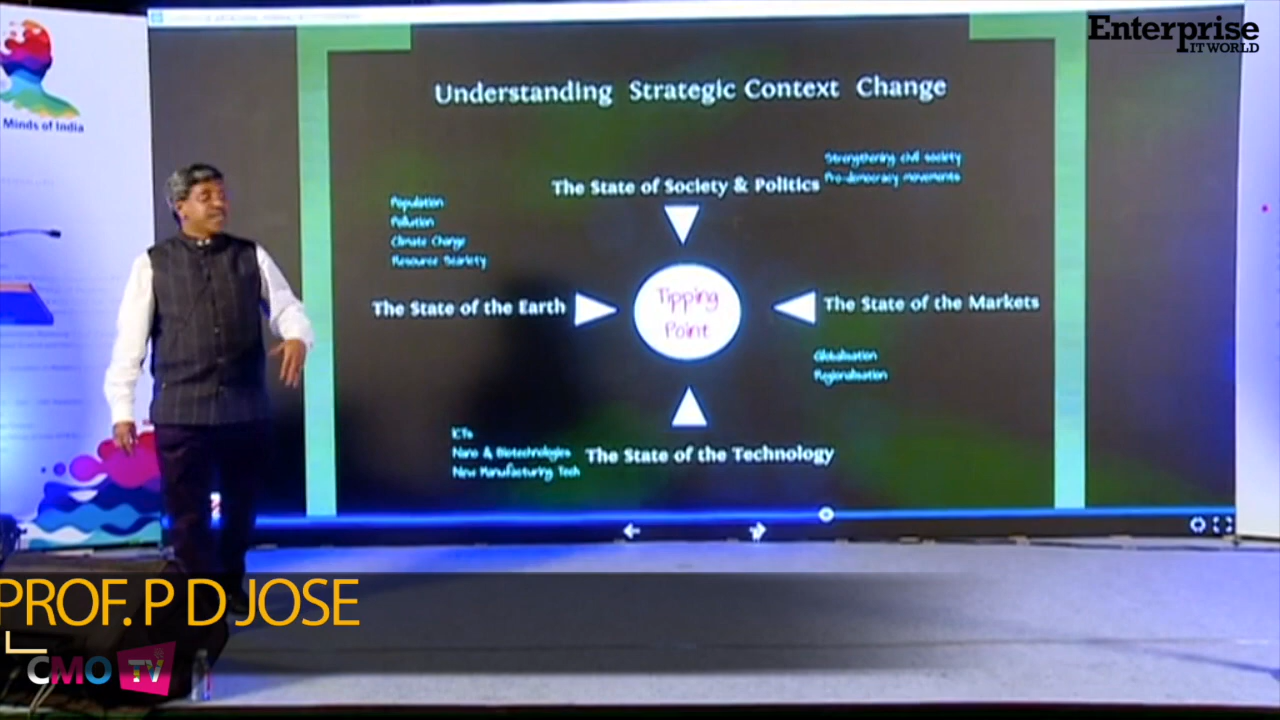 Enterprise
IT WORLD
Minds of India
Understanding Strategic Context Change
Strengthening civil society
Pro-democracy movements
The State of Society & Politics
Population
Pollution
Climate Change
Resource Scarcity
The State of the Earth
Tipping
Point
The State of the Markets
Globalisation
Regionalisation
ICTs
Nano & Biotechnologies
New Manufacturing Tech
The State of the Technology
PROF. P D JOSE
CMO TV